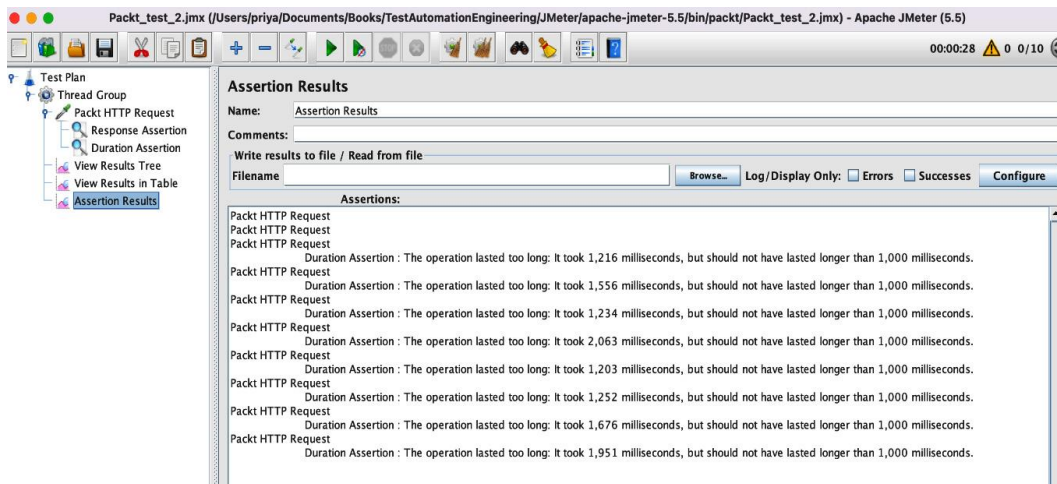 Packt_test_2.jmx (/Users/priya/Documents/Books/TestAutomationEngineering/JMeter/apache-jmeter-5.5/bin/packt/Packt_test_2.jmx) - Apache JMeter (5.5)
00:00:28 0 0/10
Test Plan
Thread Group
Packt HTTP Request
Response Assertion
Duration Assertion
View Results Tree
View Results in Table
Assertion Results
Assertion Results
Name: Assertion Results
Comments:
Write results to file / Read from file
Filename Browse... Log/Display Only: Errors Successes Configure
Assertions:
Packt HTTP Request
Packt HTTP Request
Packt HTTP Request
Duration Assertion : The operation lasted too long: It took 1,216 milliseconds, but should not have lasted longer than 1,000 milliseconds.
Packt HTTP Request
Duration Assertion : The operation lasted too long: It took 1,556 milliseconds, but should not have lasted longer than 1,000 milliseconds.
Packt HTTP Request
Duration Assertion : The operation lasted too long: It took 1,234 milliseconds, but should not have lasted longer than 1,000 milliseconds.
Packt HTTP Request
Duration Assertion : The operation lasted too long: It took 2,063 milliseconds, but should not have lasted longer than 1,000 milliseconds.
Packt HTTP Request
Duration Assertion : The operation lasted too long: It took 1,203 milliseconds, but should not have lasted longer than 1,000 milliseconds.
Packt HTTP Request
Duration Assertion : The operation lasted too long: It took 1,252 milliseconds, but should not have lasted longer than 1,000 milliseconds.
Packt HTTP Request
Duration Assertion : The operation lasted too long: It took 1,676 milliseconds, but should not have lasted longer than 1,000 milliseconds.
Packt HTTP Request
Duration Assertion : The operation lasted too long: It took 1,951 milliseconds, but should not have lasted longer than 1,000 milliseconds.